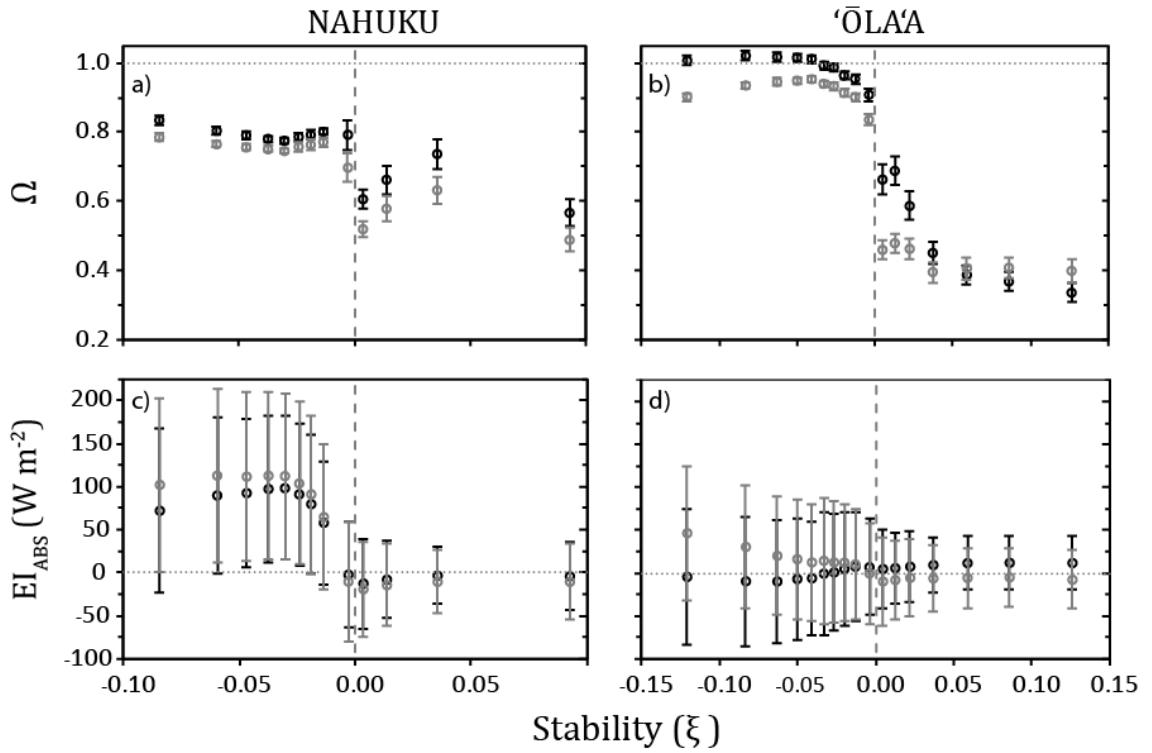 NAHUKU
ʻŌLAʻA
a)
b)
1.0
0.8
0.6
0.4
0.2
Ω
c)
d)
200
150
100
50
0
-50
-100
EI_ABS (W m⁻²)
-0.10 -0.05 0.00 0.05
-0.15 -0.10 -0.05 0.00 0.05 0.10 0.15
Stability (ξ )